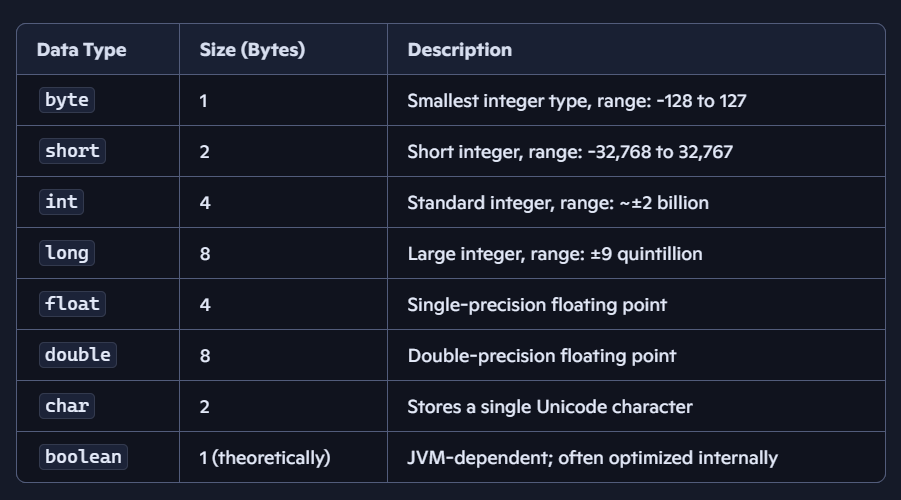 Data Type Size (Bytes) Description
byte 1 Smallest integer type, range: -128 to 127
short 2 Short integer, range: -32,768 to 32,767
int 4 Standard integer, range: ~±2 billion
long 8 Large integer, range: ±9 quintillion
float 4 Single-precision floating point
double 8 Double-precision floating point
char 2 Stores a single Unicode character
boolean 1 (theoretically) JVM-dependent; often optimized internally